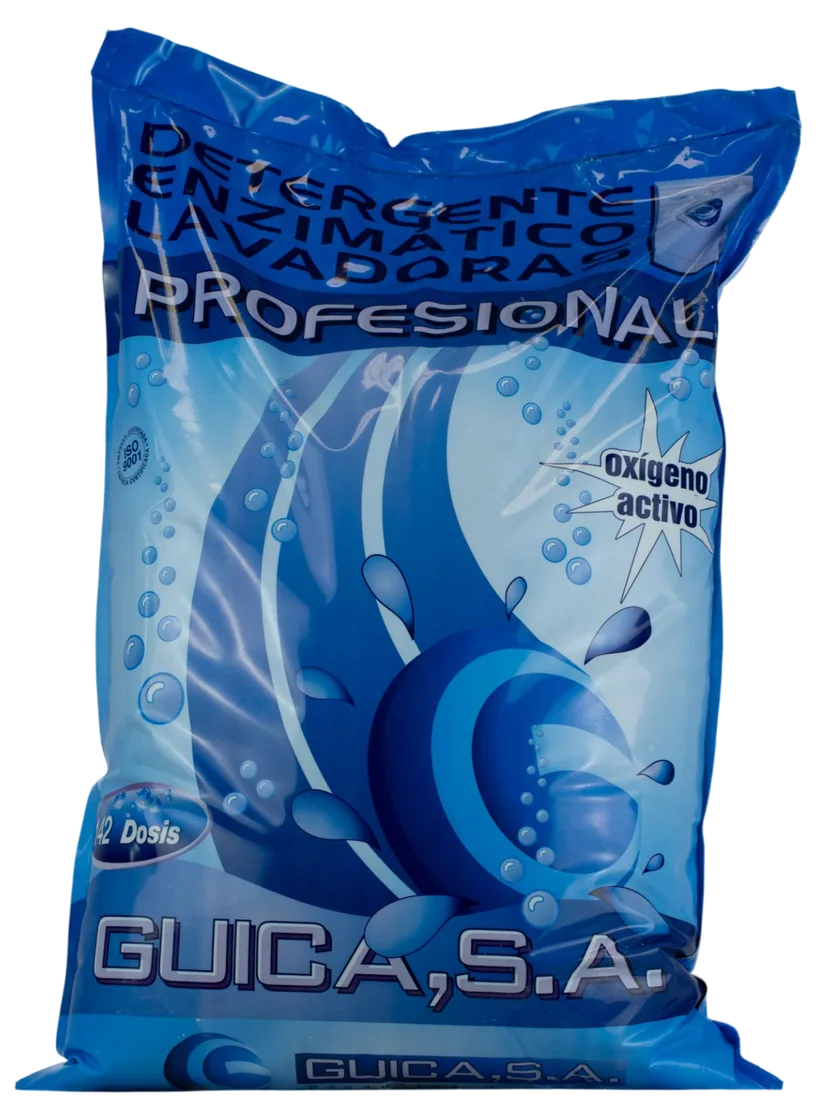 DETERGENTE
ENZIMÁTICO
LAVADORAS
PROFESIONAL
ISO
9001
oxígeno
activo
42 Dosis
GUICA,S.A.
GUICA,S.A.